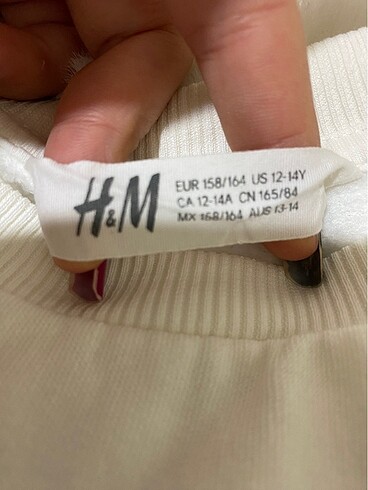 H&M
EUR 158/164 US 12-14Y
CA 12-14A CN 165/84
MX 158/164 AUS 13-14